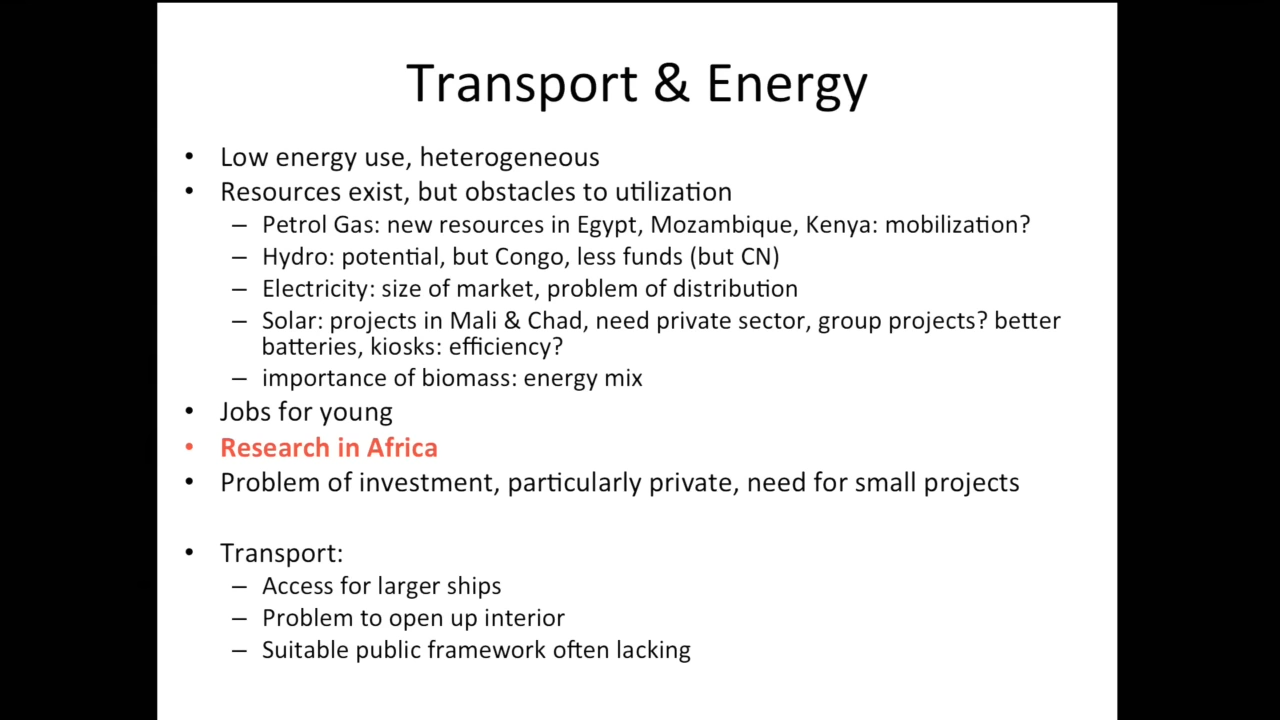 Transport & Energy
• Low energy use, heterogeneous
• Resources exist, but obstacles to utilization
– Petrol Gas: new resources in Egypt, Mozambique, Kenya: mobilization?
– Hydro: potential, but Congo, less funds (but CN)
– Electricity: size of market, problem of distribution
– Solar: projects in Mali & Chad, need private sector, group projects? better
batteries, kiosks: efficiency?
– importance of biomass: energy mix
• Jobs for young
• Research in Africa
• Problem of investment, particularly private, need for small projects
• Transport:
– Access for larger ships
– Problem to open up interior
– Suitable public framework often lacking